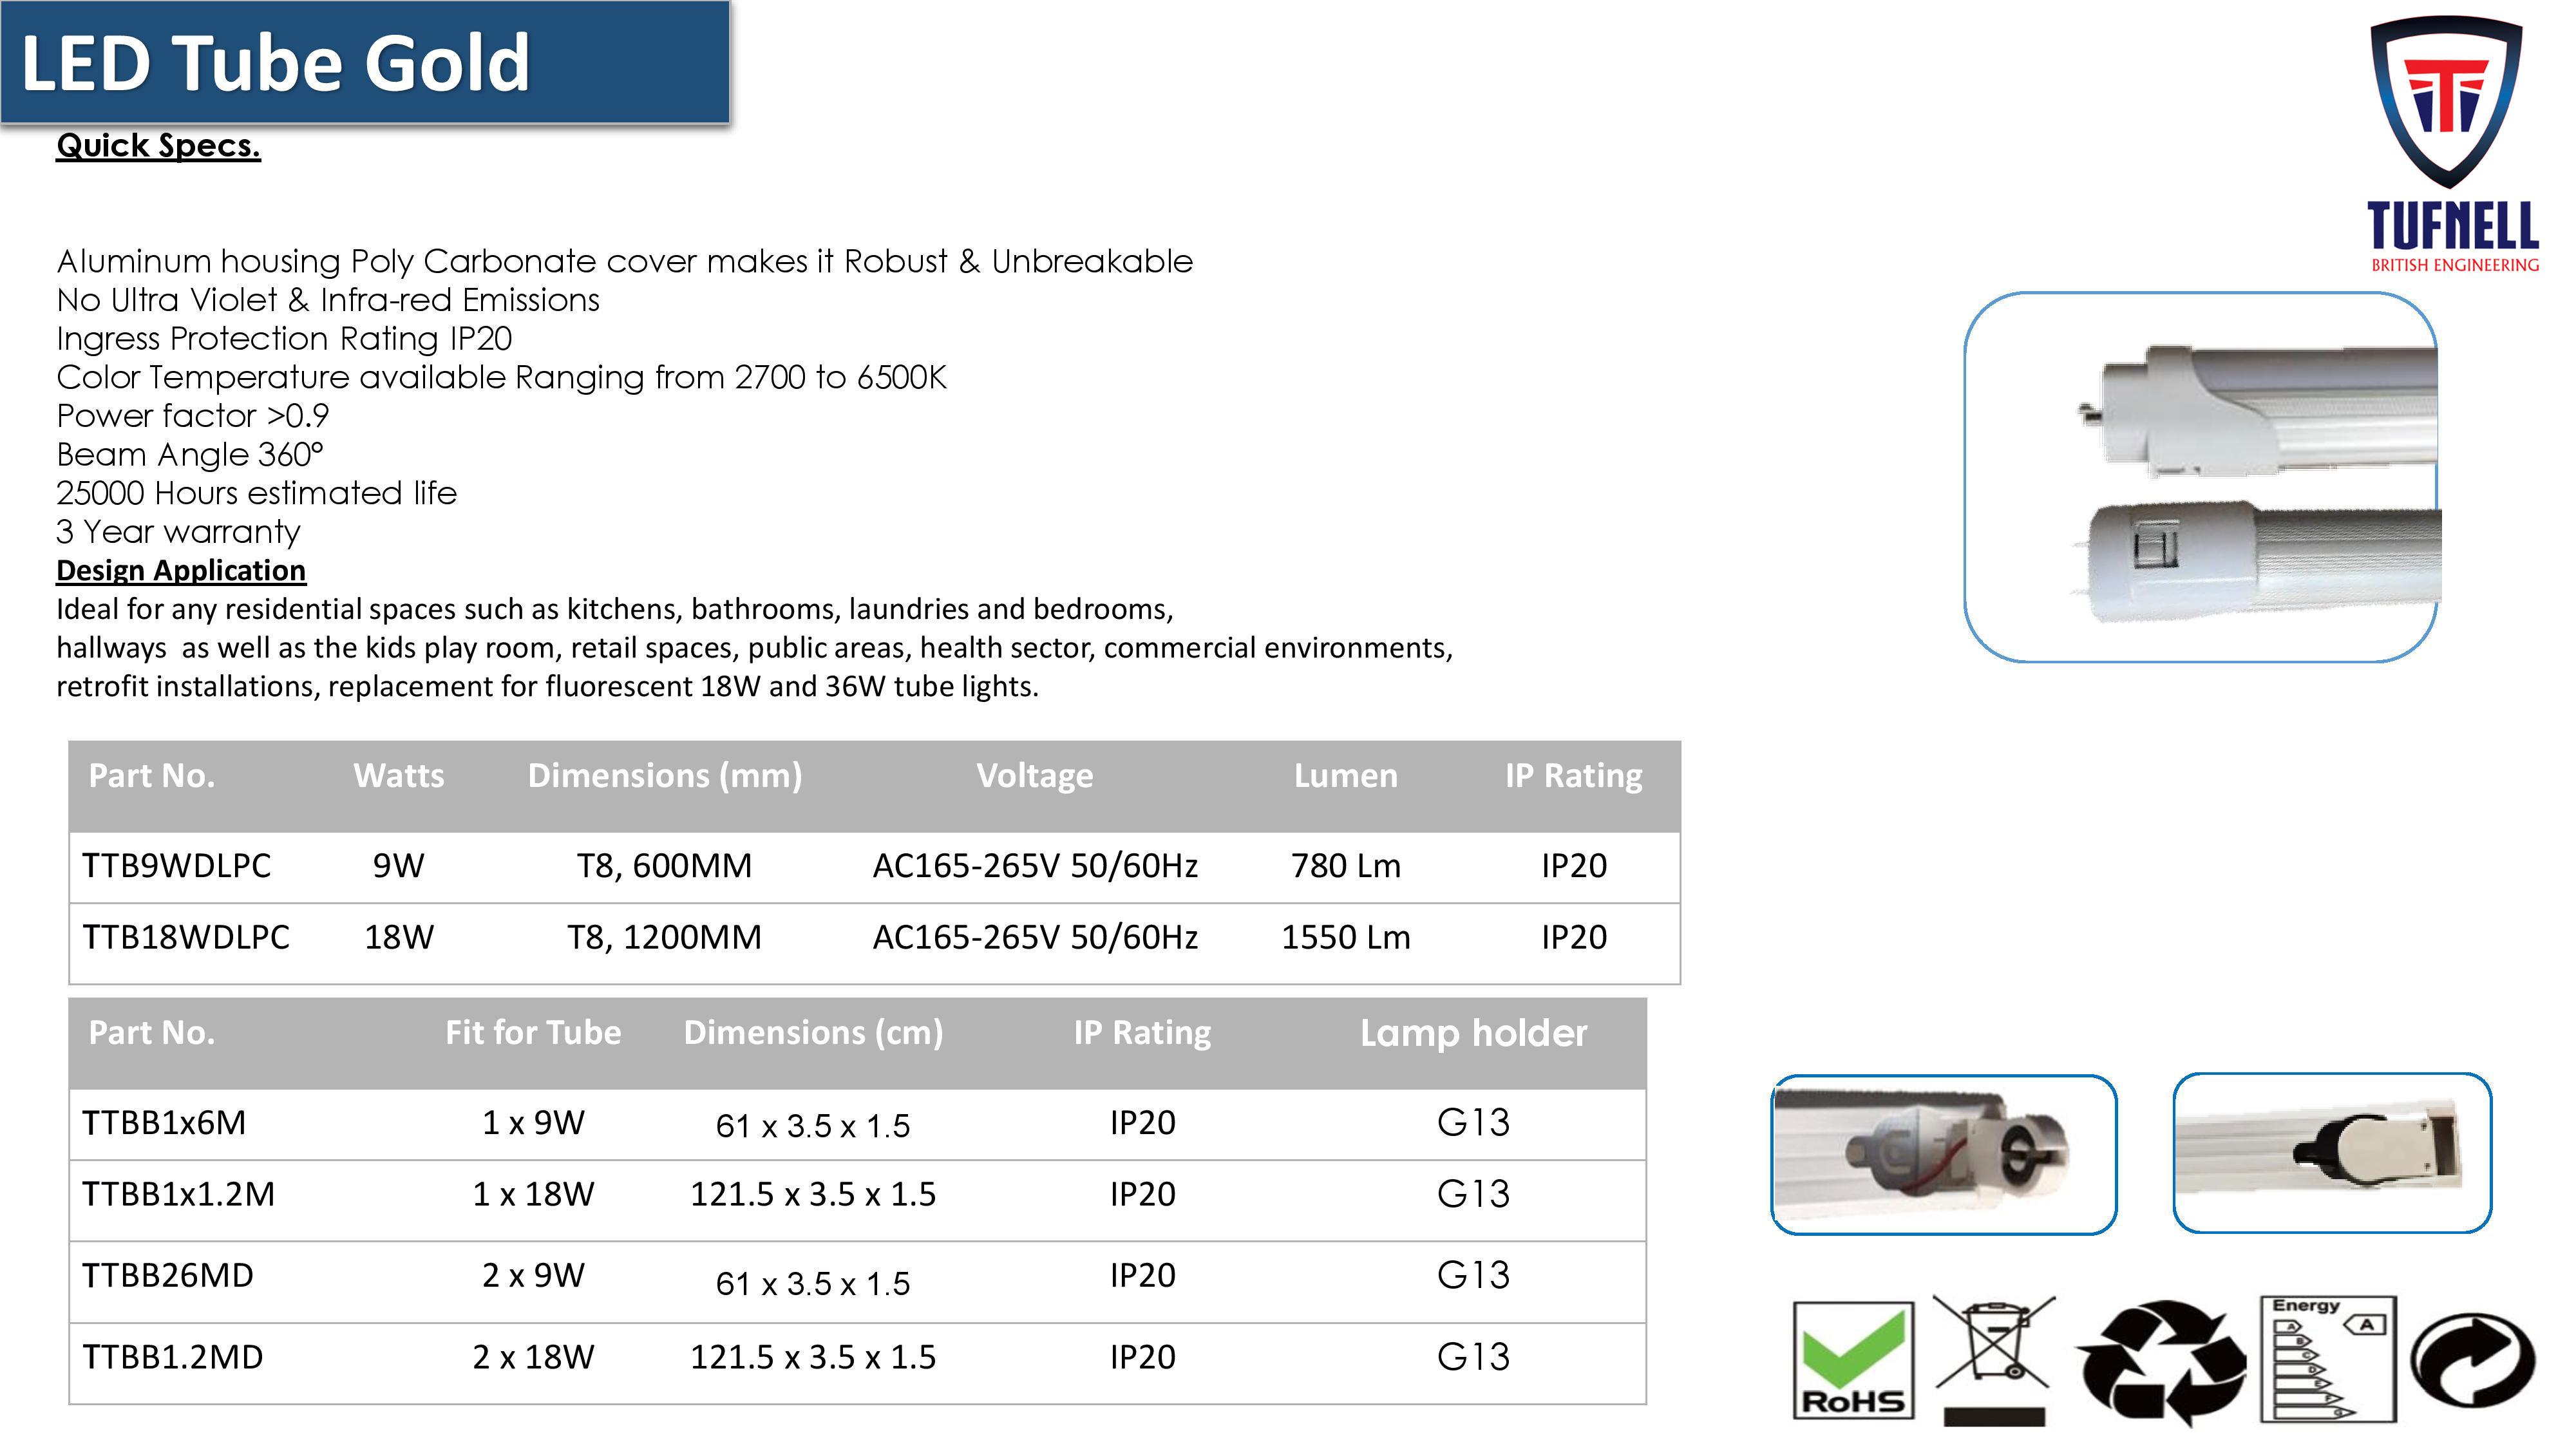 LED Tube Gold
TUFNELL
BRITISH ENGINEERING
Quick Specs.
Aluminum housing Poly Carbonate cover makes it Robust & Unbreakable
No Ultra Violet & Infra-red Emissions
Ingress Protection Rating IP20
Color Temperature available Ranging from 2700 to 6500K
Power factor >0.9
Beam Angle 360°
25000 Hours estimated life
3 Year warranty
Design Application
Ideal for any residential spaces such as kitchens, bathrooms, laundries and bedrooms,
hallways  as well as the kids play room, retail spaces, public areas, health sector, commercial environments,
retrofit installations, replacement for fluorescent 18W and 36W tube lights.
Part No. Watts Dimensions (mm) Voltage Lumen IP Rating
TTB9WDLPC 9W T8, 600MM AC165-265V 50/60Hz 780 Lm IP20
TTB18WDLPC 18W T8, 1200MM AC165-265V 50/60Hz 1550 Lm IP20
Part No. Fit for Tube Dimensions (cm) IP Rating Lamp holder
TTBB1x6M 1 x 9W 61 x 3.5 x 1.5 IP20 G13
TTBB1x1.2M 1 x 18W 121.5 x 3.5 x 1.5 IP20 G13
TTBB26MD 2 x 9W 61 x 3.5 x 1.5 IP20 G13
TTBB1.2MD 2 x 18W 121.5 x 3.5 x 1.5 IP20 G13
RoHS
Energy
A
A
B
C
D
E
F
G